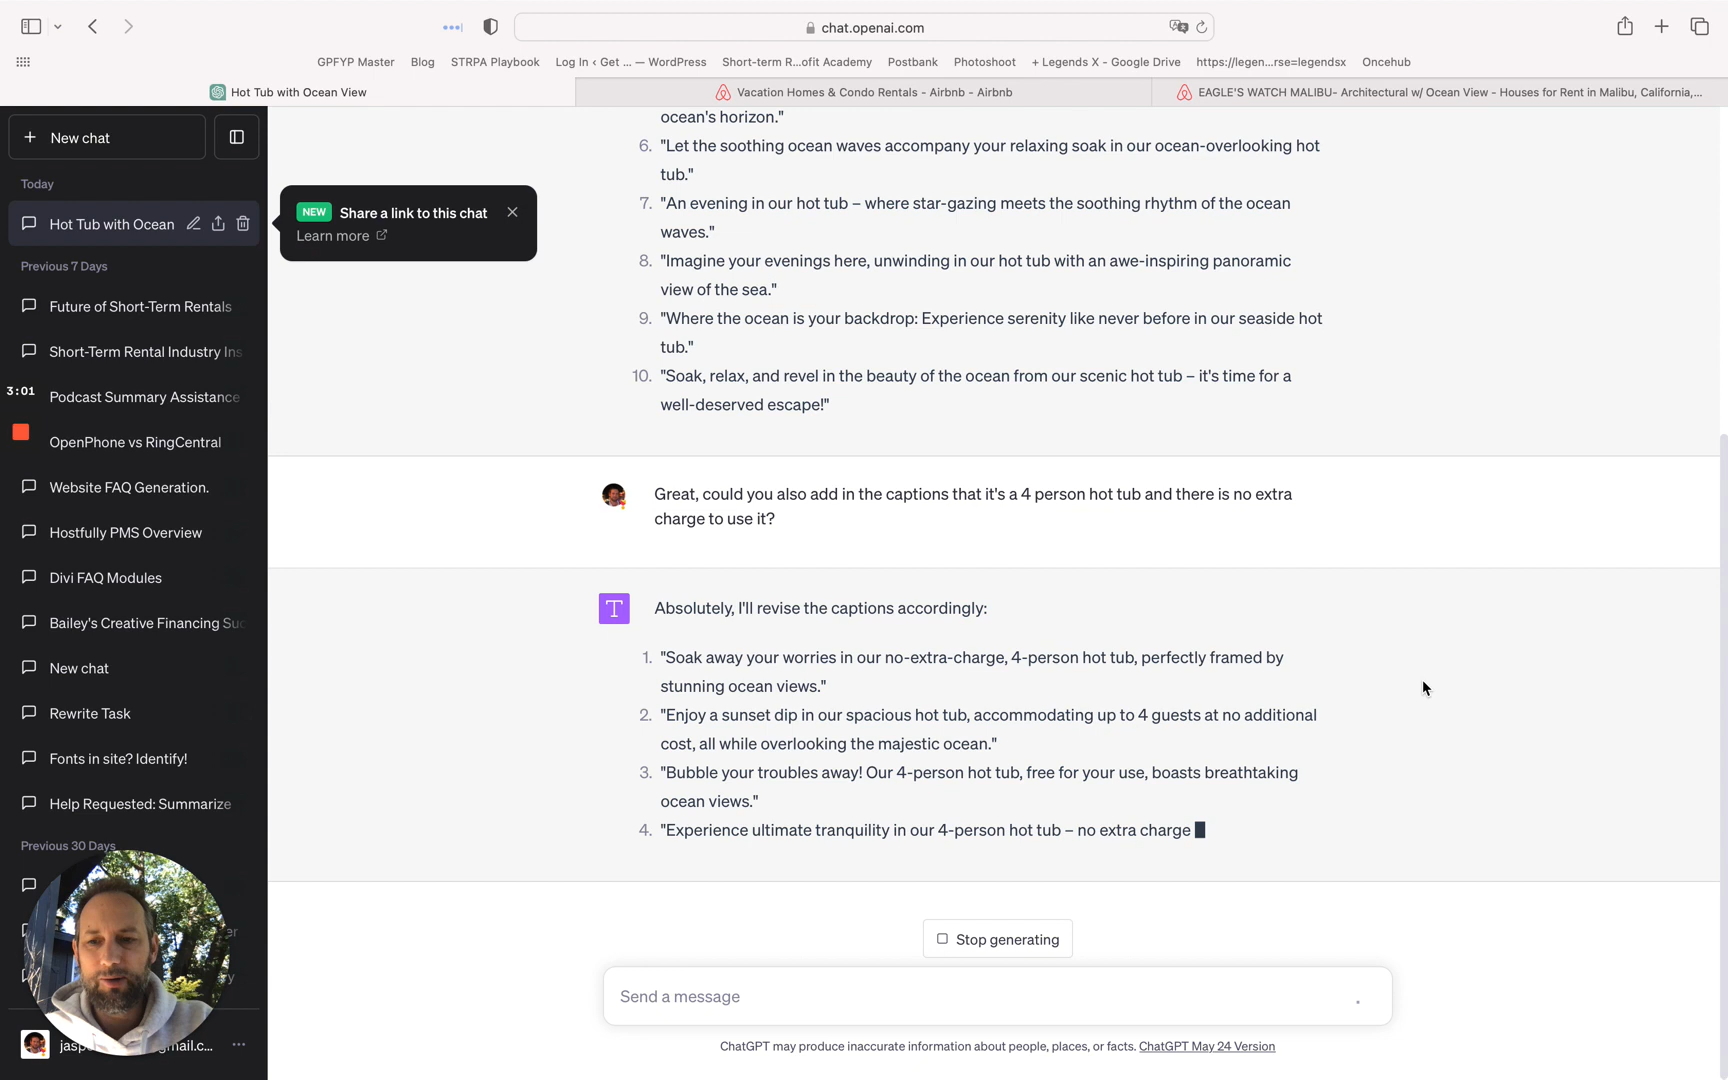 chat.openai.com
GPFYP Master
Blog
STRPA Playbook
Log In ‹ Get ... — WordPress
Short-term R...ofit Academy
Postbank
Photoshoot
+ Legends X - Google Drive
https://legen...rse=legendsx
Oncehub
Hot Tub with Ocean View
Vacation Homes & Condo Rentals - Airbnb - Airbnb
EAGLE'S WATCH MALIBU- Architectural w/ Ocean View - Houses for Rent in Malibu, California,...
+ New chat
Today
Hot Tub with Ocean
Previous 7 Days
Future of Short-Term Rentals
Short-Term Rental Industry Ins
3:01
Podcast Summary Assistance
OpenPhone vs RingCentral
Website FAQ Generation.
Hostfully PMS Overview
Divi FAQ Modules
Bailey's Creative Financing Suc
New chat
Rewrite Task
Fonts in site? Identify!
Help Requested: Summarize
Previous 30 Days
er
y
jasp
mail.c...
NEW Share a link to this chat
Learn more
ocean's horizon."
6. "Let the soothing ocean waves accompany your relaxing soak in our ocean-overlooking hot
tub."
7. "An evening in our hot tub – where star-gazing meets the soothing rhythm of the ocean
waves."
8. "Imagine your evenings here, unwinding in our hot tub with an awe-inspiring panoramic
view of the sea."
9. "Where the ocean is your backdrop: Experience serenity like never before in our seaside hot
tub."
10. "Soak, relax, and revel in the beauty of the ocean from our scenic hot tub – it's time for a
well-deserved escape!"
Great, could you also add in the captions that it's a 4 person hot tub and there is no extra
charge to use it?
T
Absolutely, I'll revise the captions accordingly:
1. "Soak away your worries in our no-extra-charge, 4-person hot tub, perfectly framed by
stunning ocean views."
2. "Enjoy a sunset dip in our spacious hot tub, accommodating up to 4 guests at no additional
cost, all while overlooking the majestic ocean."
3. "Bubble your troubles away! Our 4-person hot tub, free for your use, boasts breathtaking
ocean views."
4. "Experience ultimate tranquility in our 4-person hot tub – no extra charge
Stop generating
Send a message
ChatGPT may produce inaccurate information about people, places, or facts. ChatGPT May 24 Version